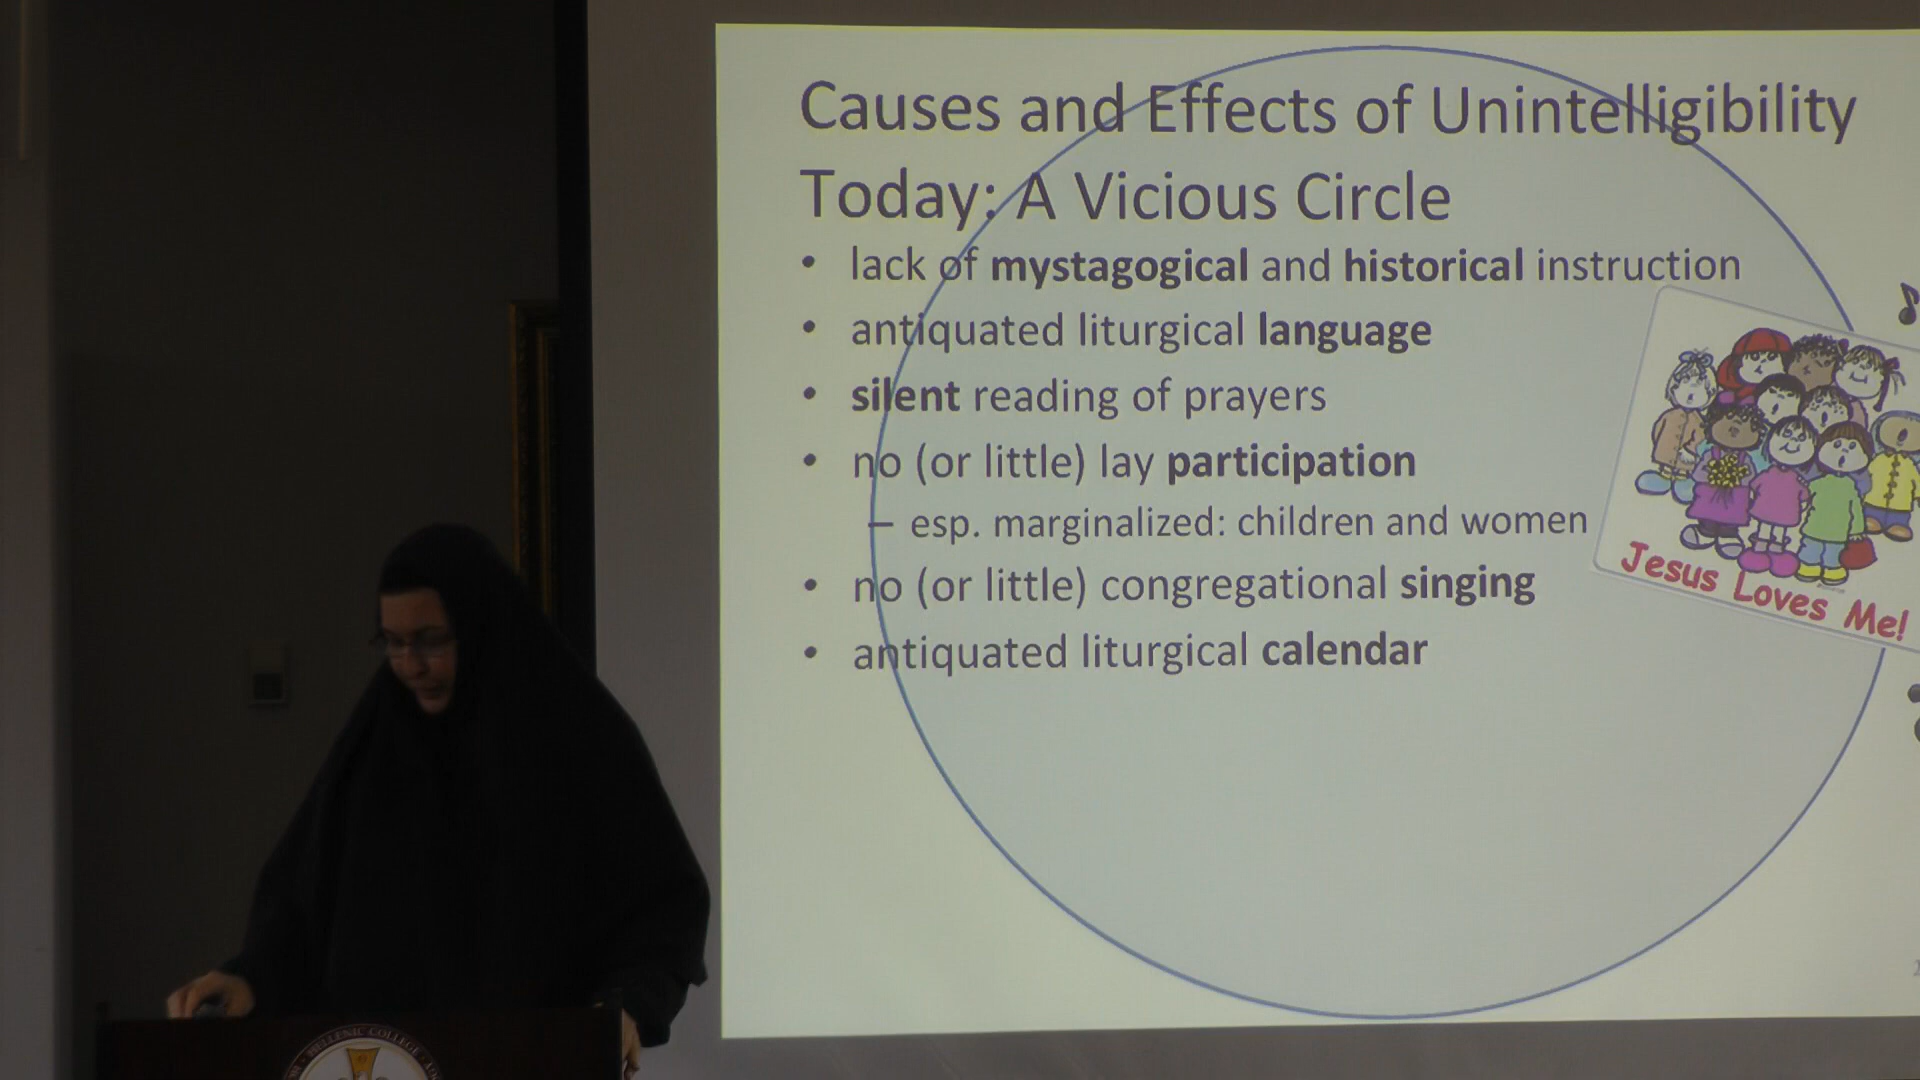 Causes and Effects of Unintelligibility
Today: A Vicious Circle
• lack of mystagogical and historical instruction
• antiquated liturgical language
• silent reading of prayers
• no (or little) lay participation
– esp. marginalized: children and women
• no (or little) congregational singing
• antiquated liturgical calendar
Jesus Loves Me!
HELLENIC COLLEGE